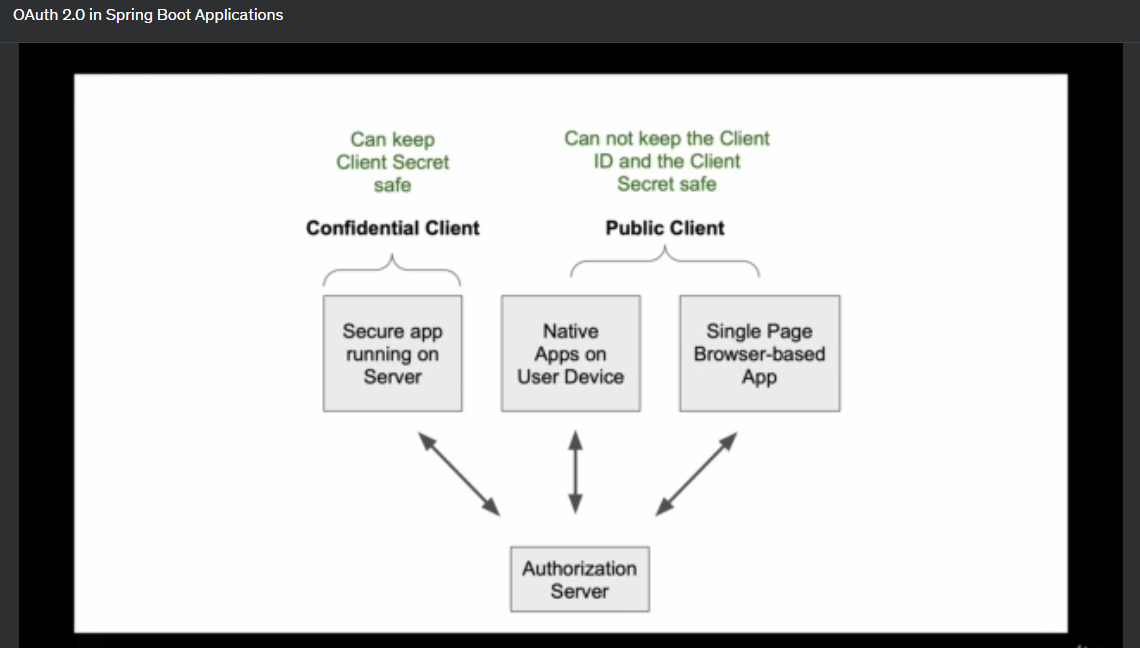 OAuth 2.0 in Spring Boot Applications
Can keep
Client Secret
safe
Can not keep the Client
ID and the Client
Secret safe
Confidential Client
Public Client
Secure app
running on
Server
Native
Apps on
User Device
Single Page
Browser-based
App
Authorization
Server